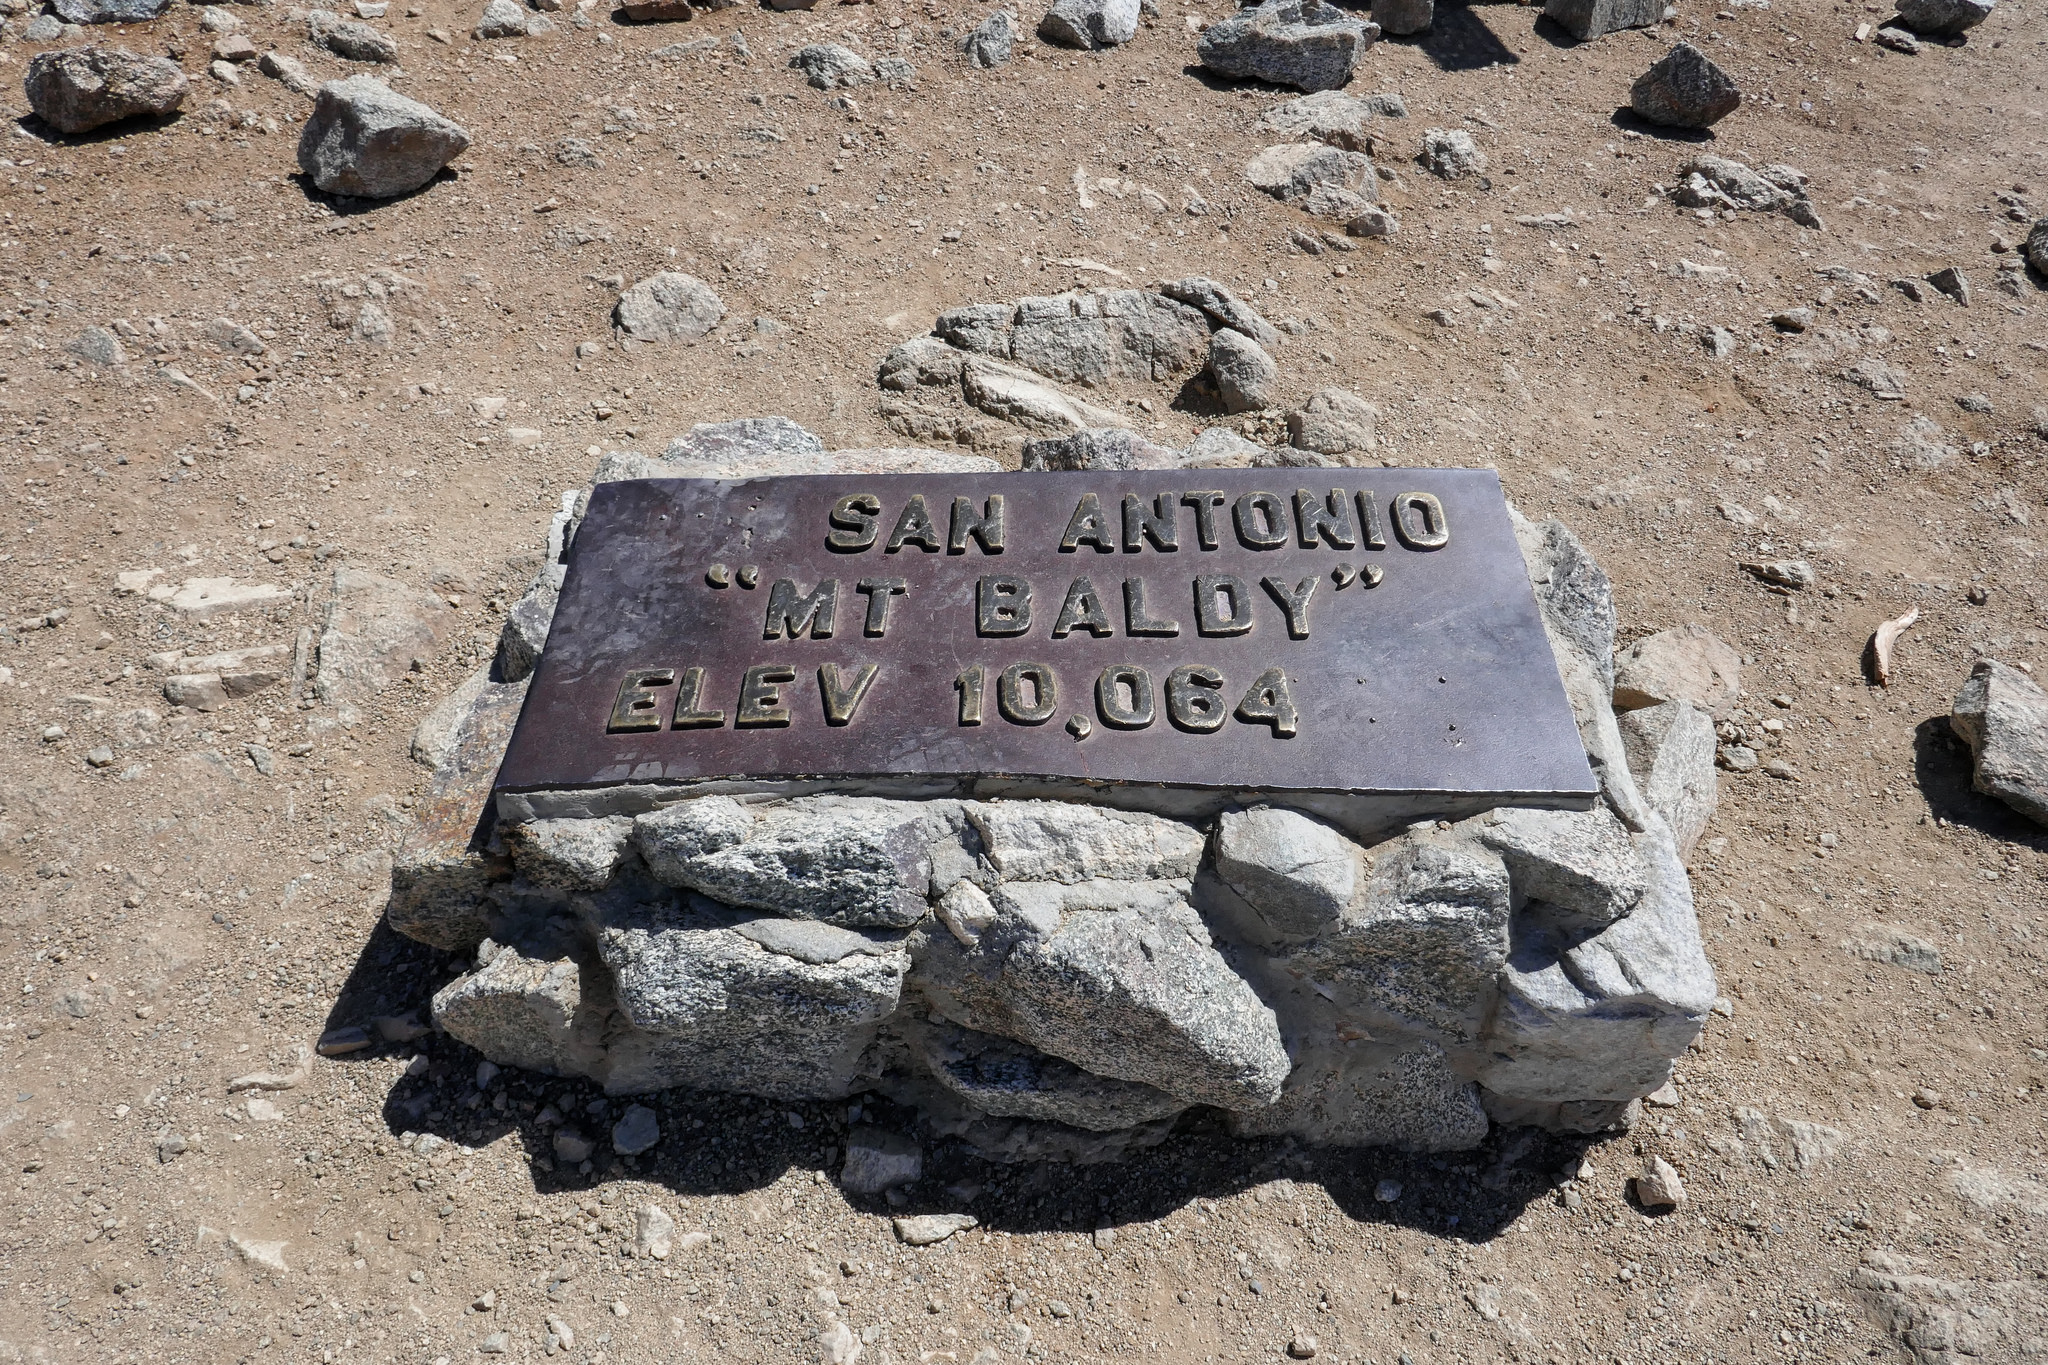 SAN ANTONIO
“MT BALDY”
ELEV 10,064